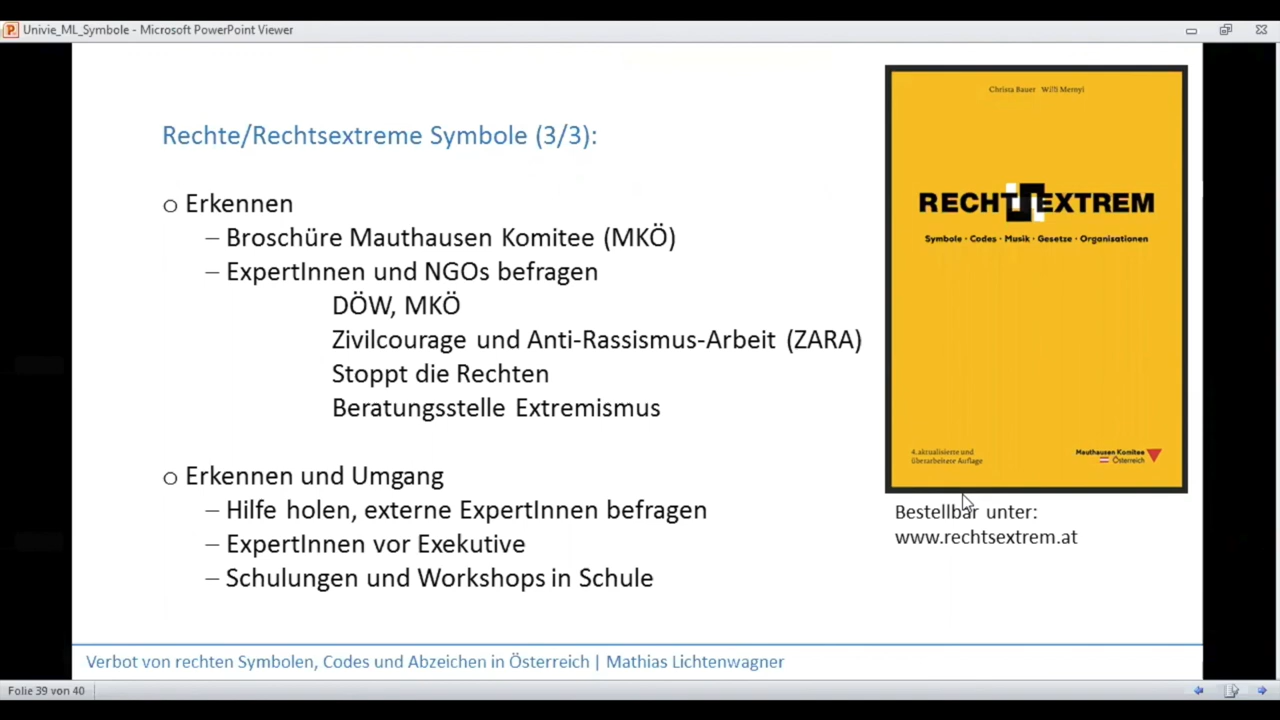 Univie_ML_Symbole - Microsoft PowerPoint Viewer
Rechte/Rechtsextreme Symbole (3/3):
o Erkennen
– Broschüre Mauthausen Komitee (MKÖ)
– ExpertInnen und NGOs befragen
DÖW, MKÖ
Zivilcourage und Anti-Rassismus-Arbeit (ZARA)
Stoppt die Rechten
Beratungsstelle Extremismus
o Erkennen und Umgang
– Hilfe holen, externe ExpertInnen befragen
– ExpertInnen vor Exekutive
– Schulungen und Workshops in Schule
Christa Bauer Willi Mernyi
RECHTSEXTREM
Symbole · Codes · Musik · Gesetze · Organisationen
4. aktualisierte und
überarbeitete Auflage
Mauthausen Komitee
Österreich
Bestellbar unter:
www.rechtsextrem.at
Verbot von rechten Symbolen, Codes und Abzeichen in Österreich | Mathias Lichtenwagner
Folie 39 von 40